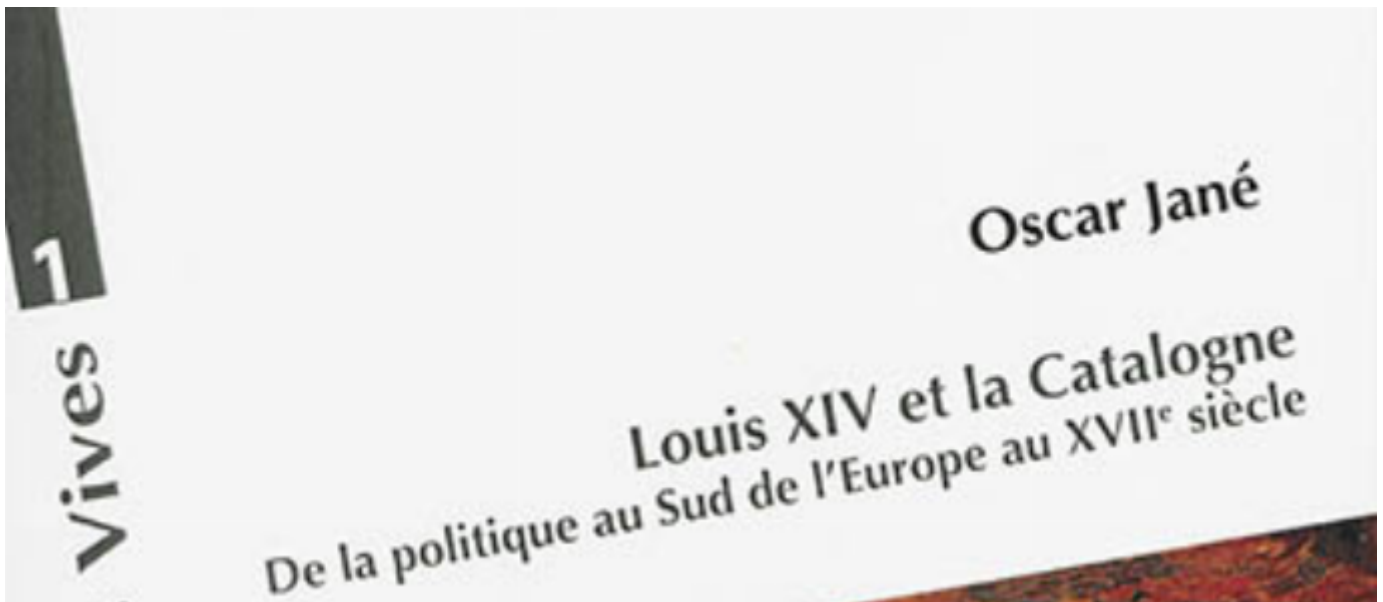 1
Vives
Oscar Jané
Louis XIV et la Catalogne
De la politique au Sud de l'Europe au XVIIe siècle